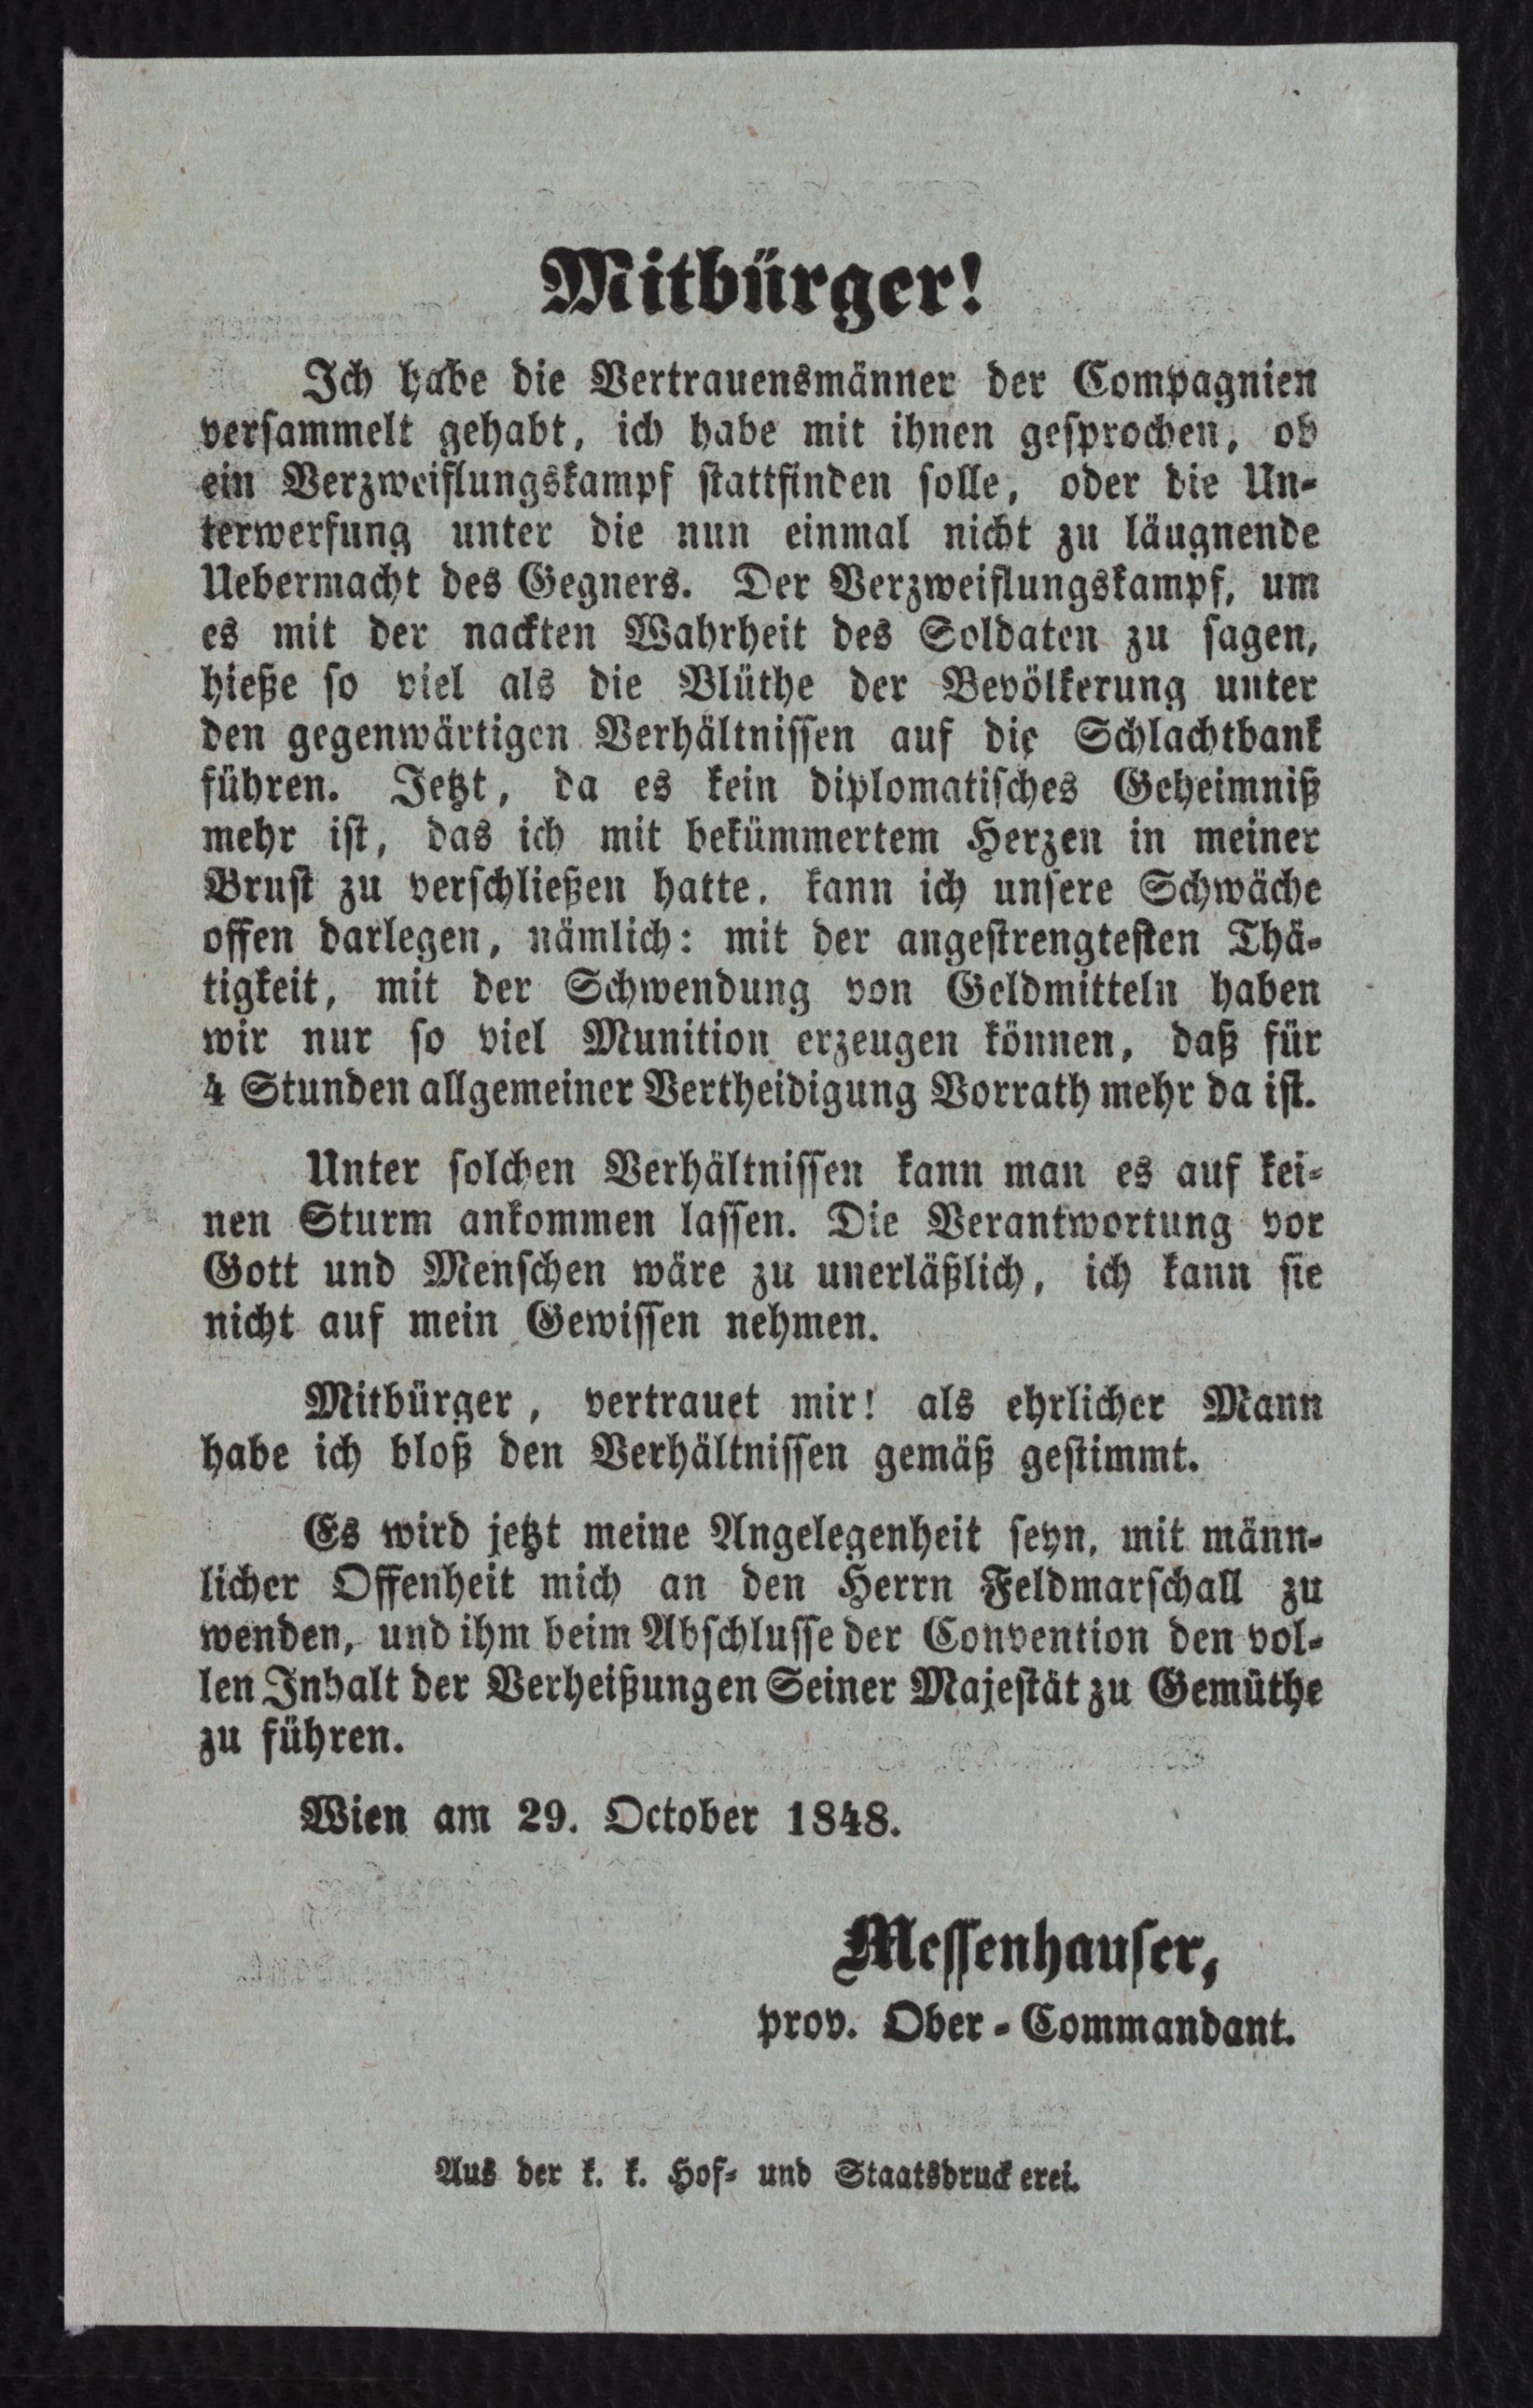 Mitbürger!
Ich habe die Vertrauensmänner der Compagnien
versammelt gehabt, ich habe mit ihnen gesprochen, ob
ein Verzweiflungskampf stattfinden solle, oder die Un-
terwerfung unter die nun einmal nicht zu läugnende
Uebermacht des Gegners. Der Verzweiflungskampf, um
es mit der nackten Wahrheit des Soldaten zu sagen,
hieße so viel als die Blüthe der Bevölkerung unter
den gegenwärtigen Verhältnissen auf die Schlachtbank
führen. Jetzt, da es kein diplomatisches Geheimniß
mehr ist, das ich mit bekümmertem Herzen in meiner
Brust zu verschließen hatte, kann ich unsere Schwäche
offen darlegen, nämlich: mit der angestrengtesten Thä-
tigkeit, mit der Schwendung von Geldmitteln haben
wir nur so viel Munition erzeugen können, daß für
4 Stunden allgemeiner Vertheidigung Vorrath mehr da ist.
Unter solchen Verhältnissen kann man es auf kei-
nen Sturm ankommen lassen. Die Verantwortung vor
Gott und Menschen wäre zu unerläßlich, ich kann sie
nicht auf mein Gewissen nehmen.
Mitbürger, vertrauet mir! als ehrlicher Mann
habe ich bloß den Verhältnissen gemäß gestimmt.
Es wird jetzt meine Angelegenheit seyn, mit männ-
licher Offenheit mich an den Herrn Feldmarschall zu
wenden, und ihm beim Abschlusse der Convention den vol-
len Inhalt der Verheißungen Seiner Majestät zu Gemüthe
zu führen.
Wien am 29. October 1848.
Messenhauser,
prov. Ober-Commandant.
Aus der k. k. Hof- und Staatsdruckerei.